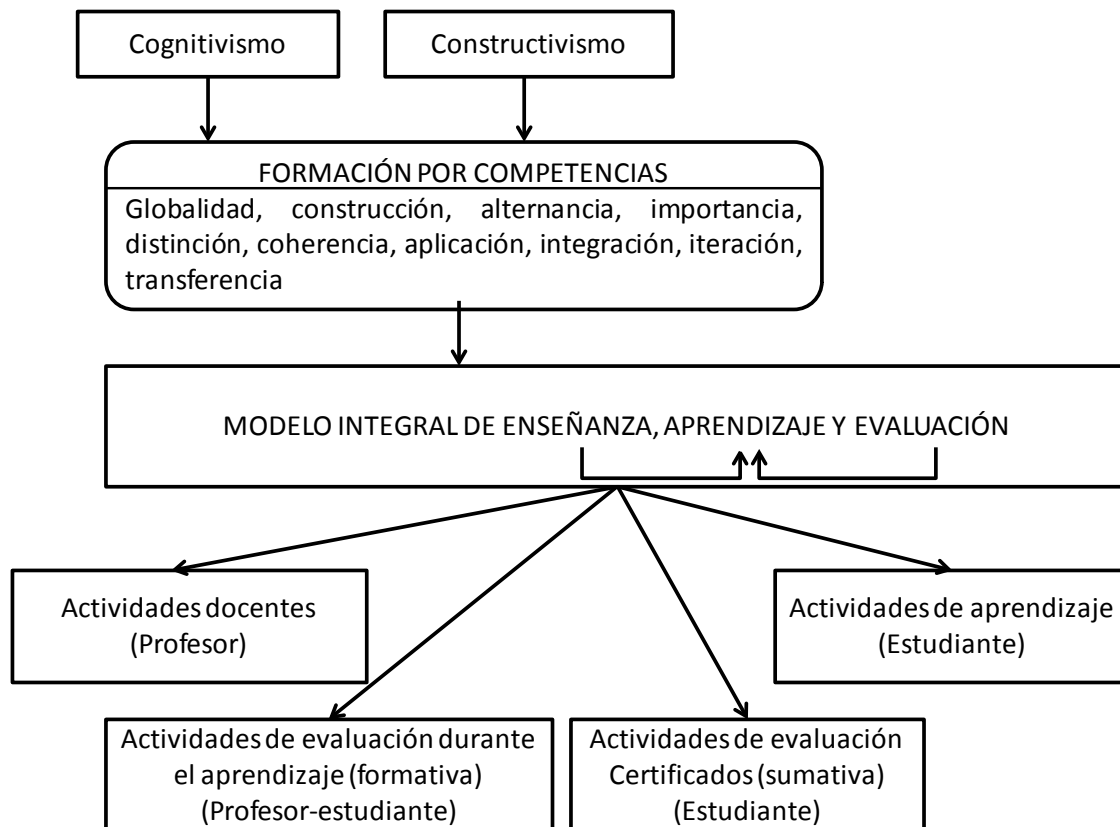 Cognitivismo
Constructivismo
FORMACIÓN POR COMPETENCIAS
Globalidad, construcción, alternancia, importancia,
distinción, coherencia, aplicación, integración, iteración,
transferencia
MODELO INTEGRAL DE ENSEÑANZA, APRENDIZAJE Y EVALUACIÓN
Actividades docentes
(Profesor)
Actividades de aprendizaje
(Estudiante)
Actividades de evaluación durante
el aprendizaje (formativa)
(Profesor-estudiante)
Actividades de evaluación
Certificados (sumativa)
(Estudiante)